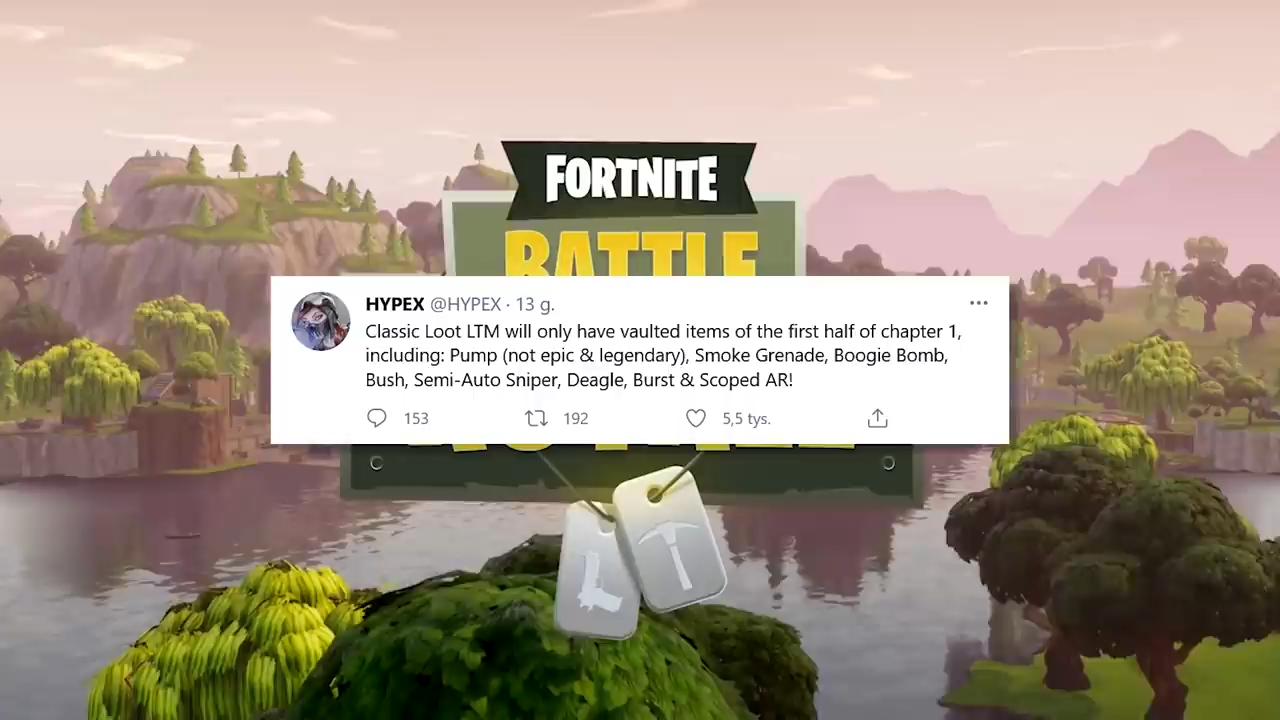 FORTNITE
BATTLE
HYPEX @HYPEX · 13 g.
Classic Loot LTM will only have vaulted items of the first half of chapter 1,
including: Pump (not epic & legendary), Smoke Grenade, Boogie Bomb,
Bush, Semi-Auto Sniper, Deagle, Burst & Scoped AR!
153 192 5,5 tys.